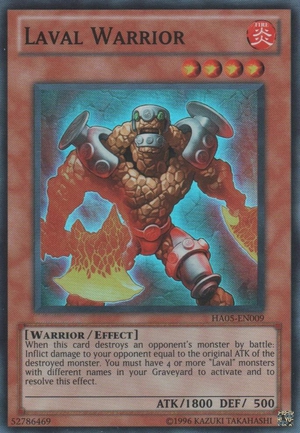 LAVAL WARRIOR
FIRE
炎
HA05-EN009
[WARRIOR / EFFECT]
When this card destroys an opponent's monster by battle:
Inflict damage to your opponent equal to the original ATK of
the destroyed monster. You must have 4 or more "Laval" monsters
with different names in your Graveyard to activate and to
resolve this effect.
ATK/1800 DEF/ 500
52786469
©1996 KAZUKI TAKAHASHI